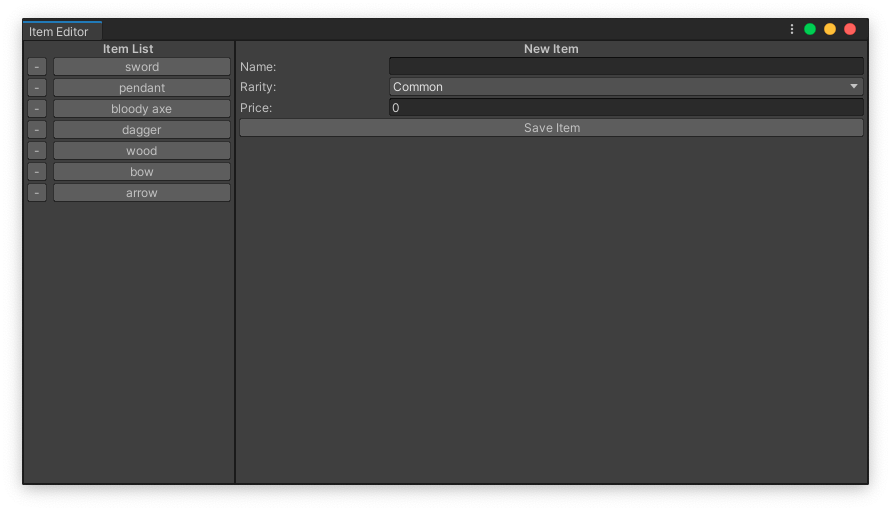 Item Editor
Item List
- sword
- pendant
- bloody axe
- dagger
- wood
- bow
- arrow
New Item
Name:
Rarity: Common
Price: 0
Save Item